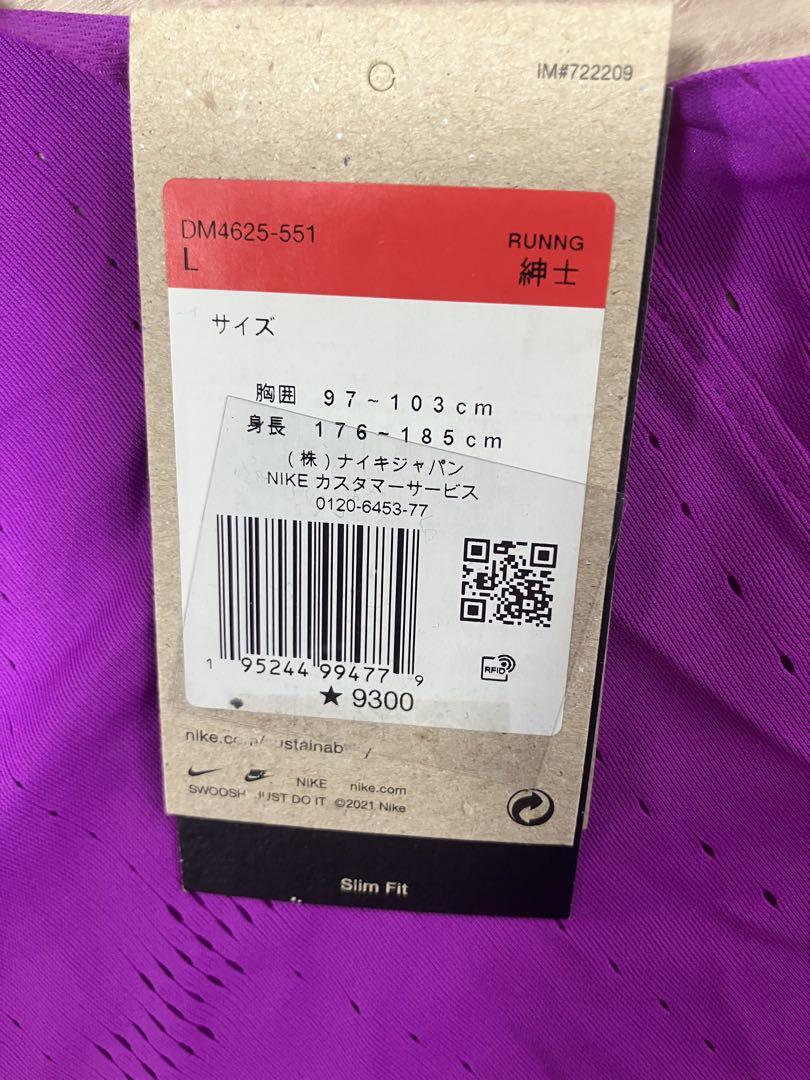 IM#722209
DM4625-551
L
RUNNG
紳士
サイズ
胸囲 97~103cm
身長 176~185cm
(株)ナイキジャパン
NIKE カスタマーサービス
0120-6453-77
1 95244 99477 9
RFID
★ 9300
NIKE nike.com
SWOOSH JUST DO IT ©2021 Nike
Slim Fit